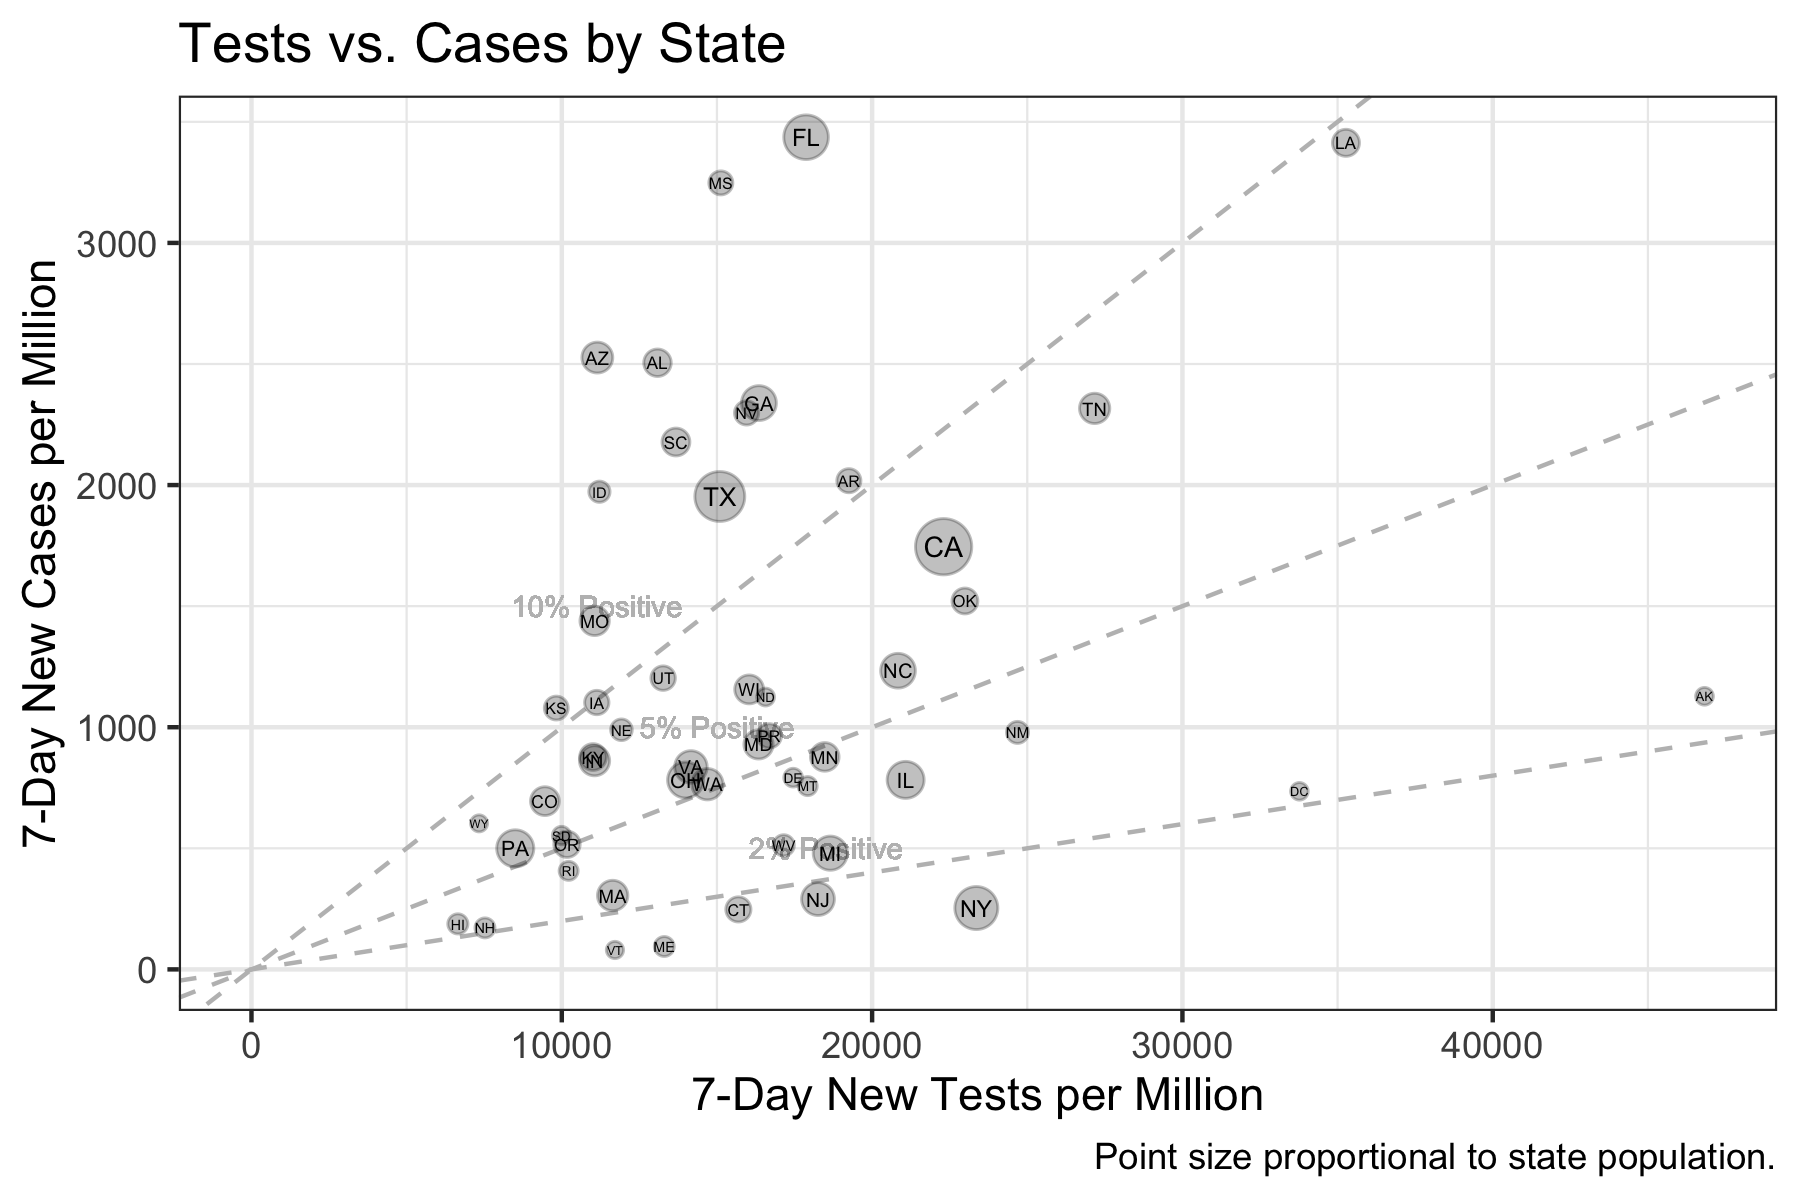 Tests vs. Cases by State
7-Day New Cases per Million
3000
2000
1000
0
FL
LA
MS
AZ
AL
GA
NV
TN
SC
AR
ID
TX
CA
OK
10% Positive
MO
NC
UT
WI
ND
AK
KS
IA
NE
5% Positive
PR
MD
NM
KY
IN
MN
VA
OH
WA
DE
MT
IL
DC
CO
WY
SD
OR
PA
WV
2% Positive
MI
RI
MA
NJ
CT
NY
HI
NH
VT
ME
0
10000
20000
30000
40000
7-Day New Tests per Million
Point size proportional to state population.